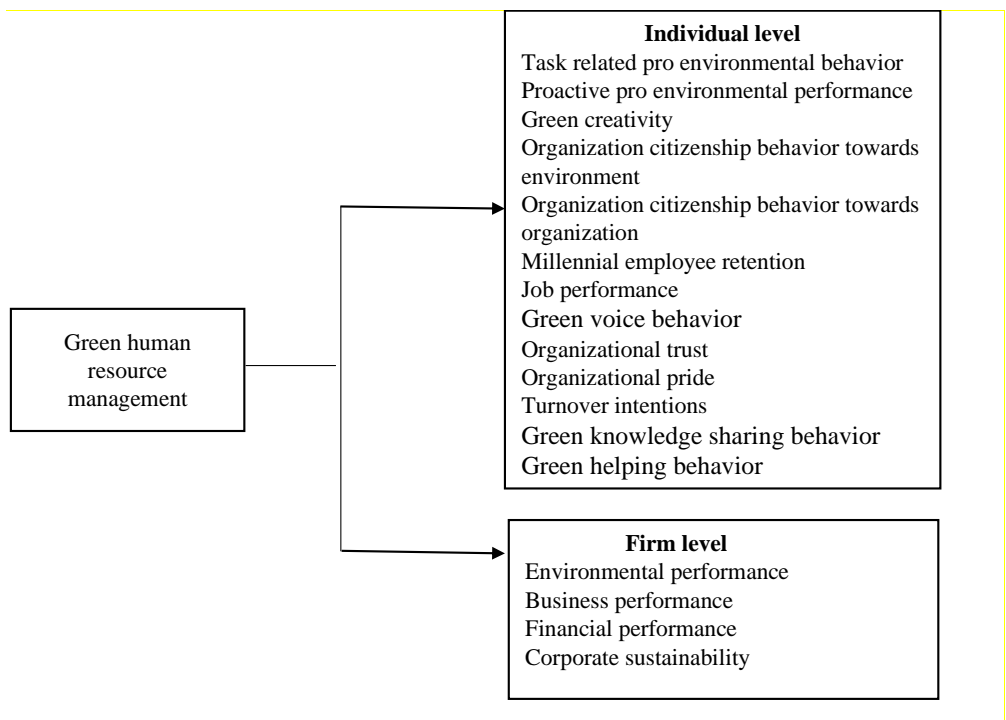 Green human
resource
management
Individual level
Task related pro environmental behavior
Proactive pro environmental performance
Green creativity
Organization citizenship behavior towards
environment
Organization citizenship behavior towards
organization
Millennial employee retention
Job performance
Green voice behavior
Organizational trust
Organizational pride
Turnover intentions
Green knowledge sharing behavior
Green helping behavior
Firm level
Environmental performance
Business performance
Financial performance
Corporate sustainability